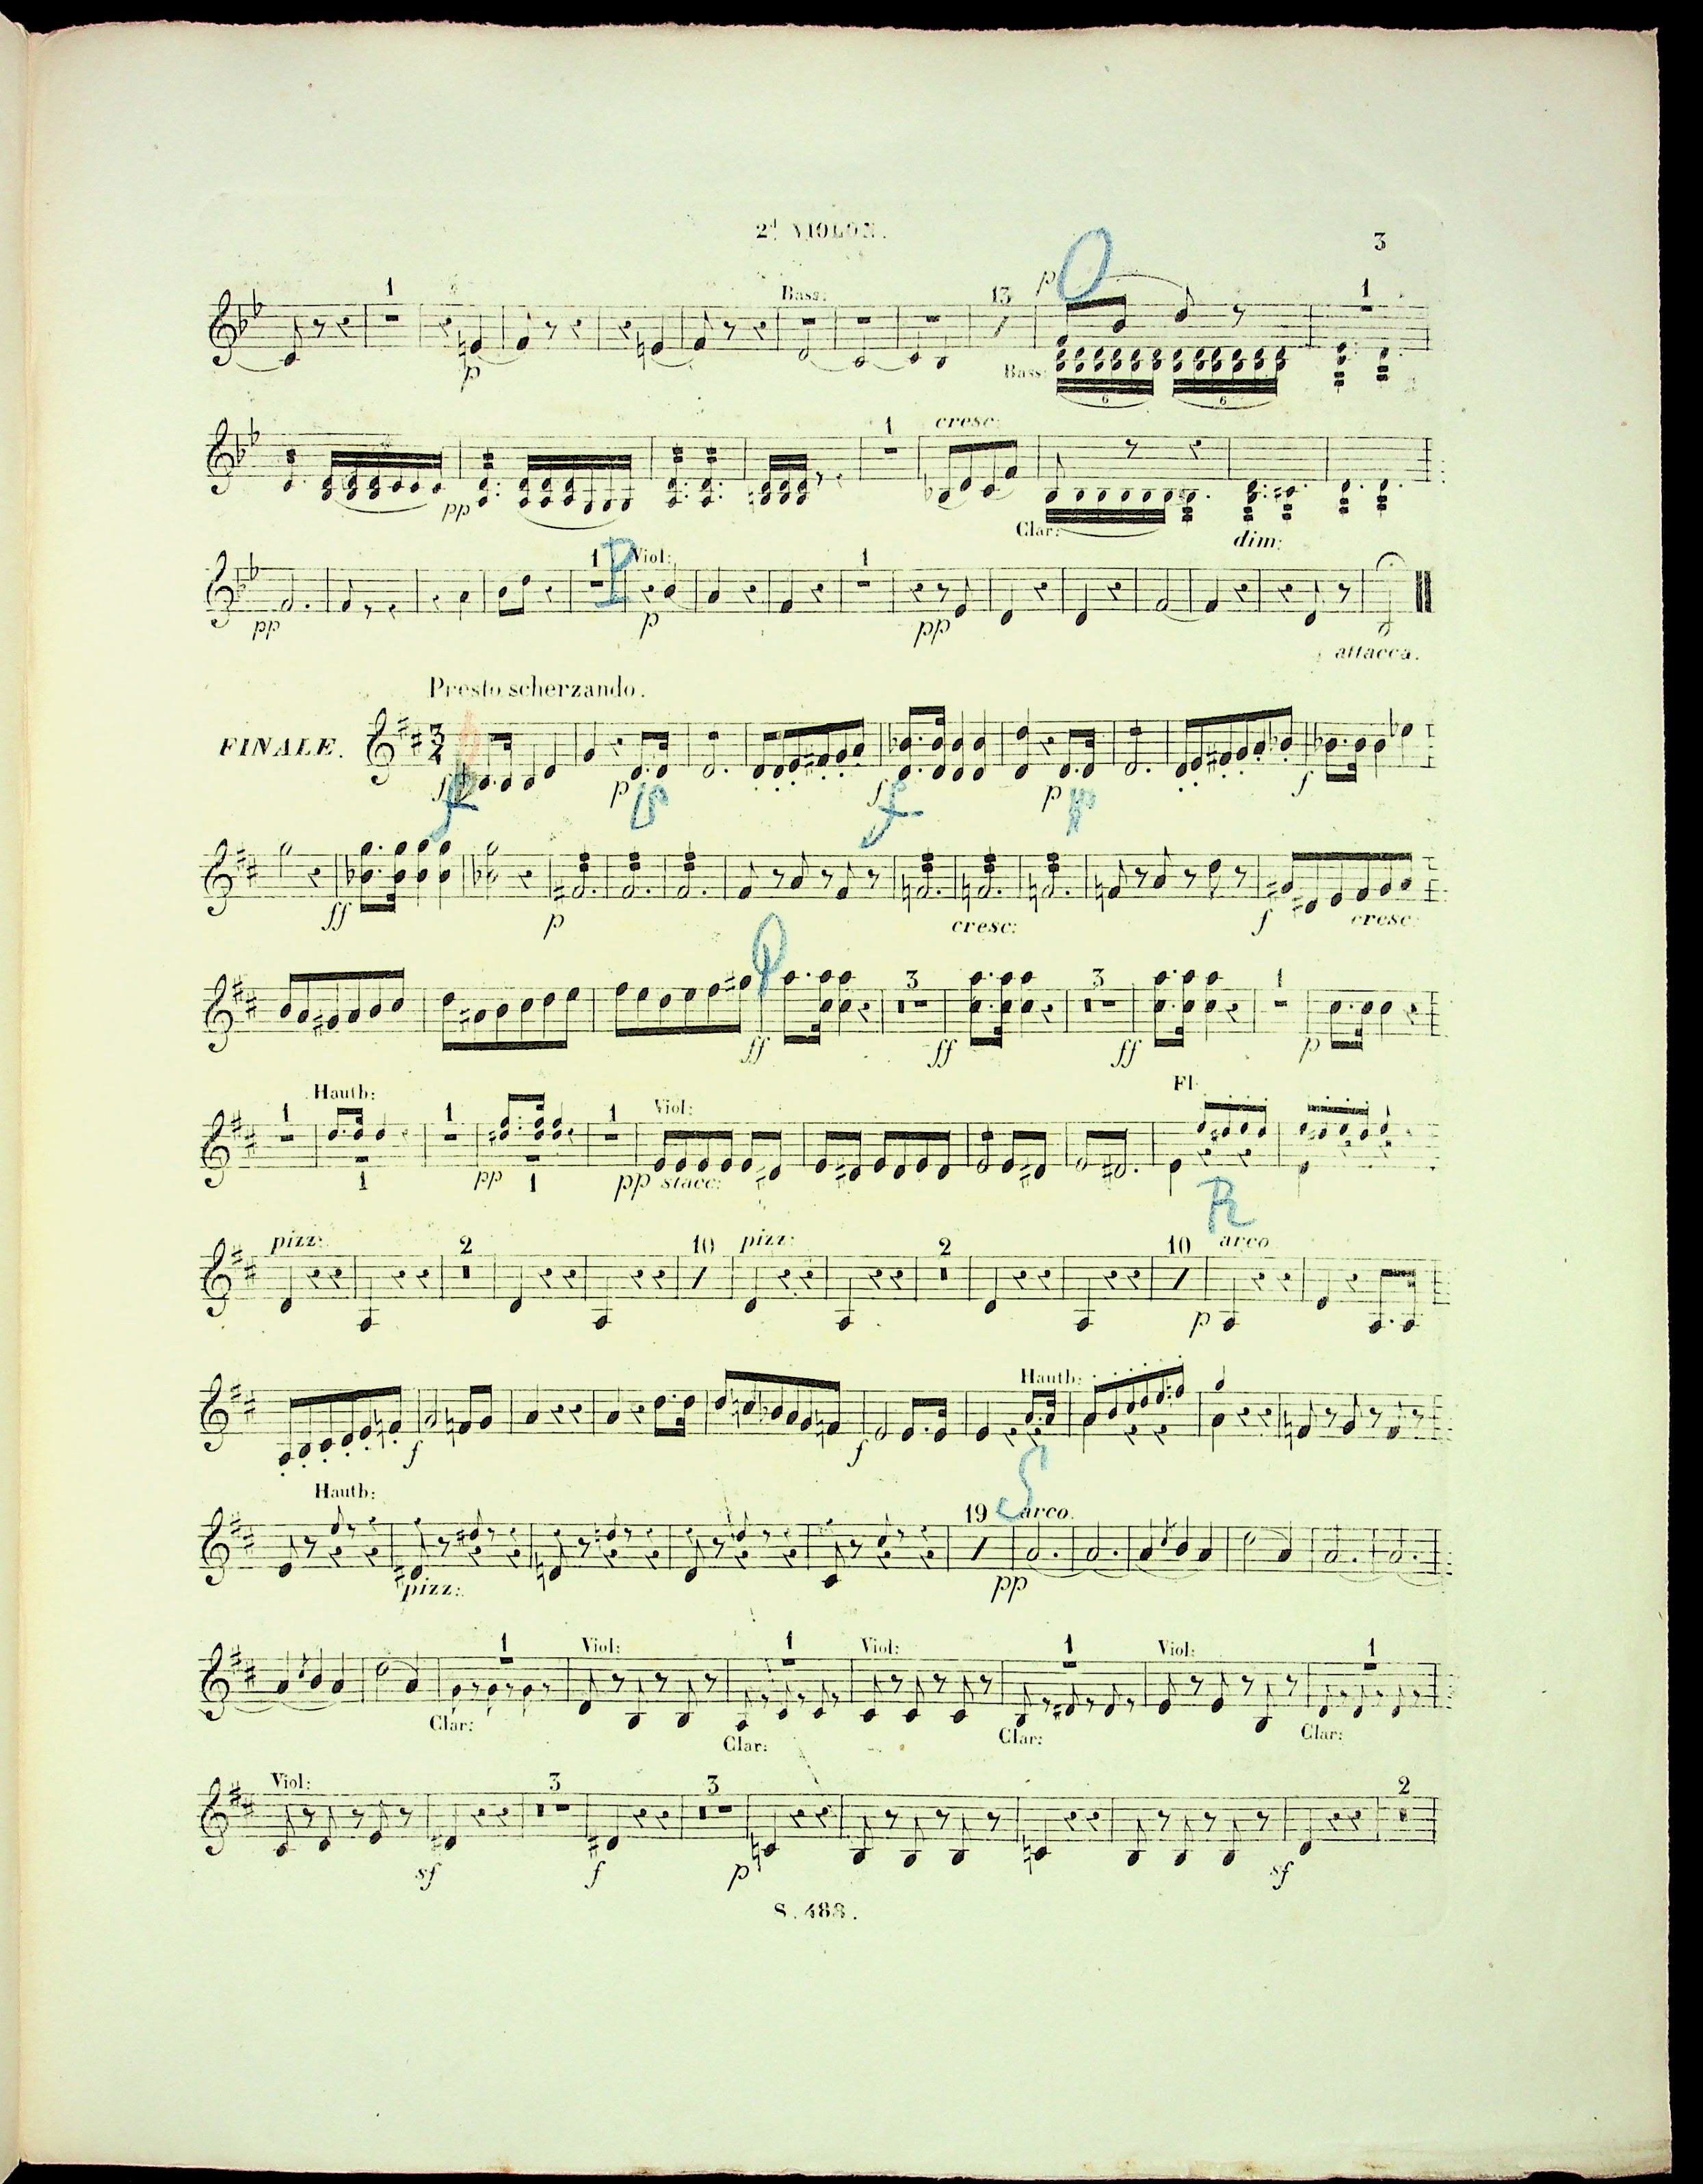 2d VIOLON.
3
1 Bass: 13 p O 1
p Bass: 6 6
1 cresc:
pp Clar: dim:
1 P Viol: 1
pp p pp attacca.
Presto scherzando.
FINALE. 3 4
f p f p f
f p f p
ff p cresc: f cresc:
Q
3 3 1
ff ff ff p
1 Hautb: 1 1 Viol: Fl.
1 pp 1 pp stacc:
R
pizz: 2 10 pizz: 2 10 arco
p
Hautb:
f f
S
Hautb: 19 arco.
pizz: pp
1 Viol: 1 Viol: 1 Viol: 1
Clar: Clar: Clar: Clar:
Viol: 3 3 2
sf f p sf
S. 488.